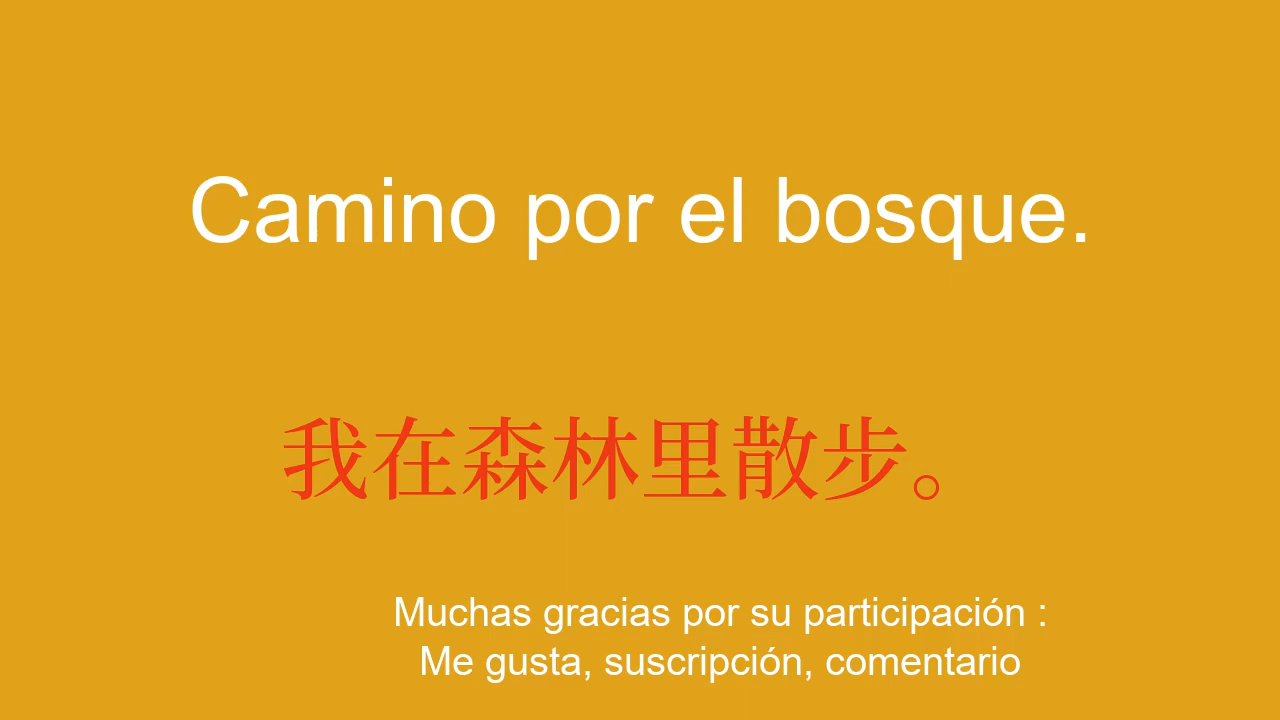 Camino por el bosque.
我在森林里散步。
Muchas gracias por su participación :
Me gusta, suscripción, comentario